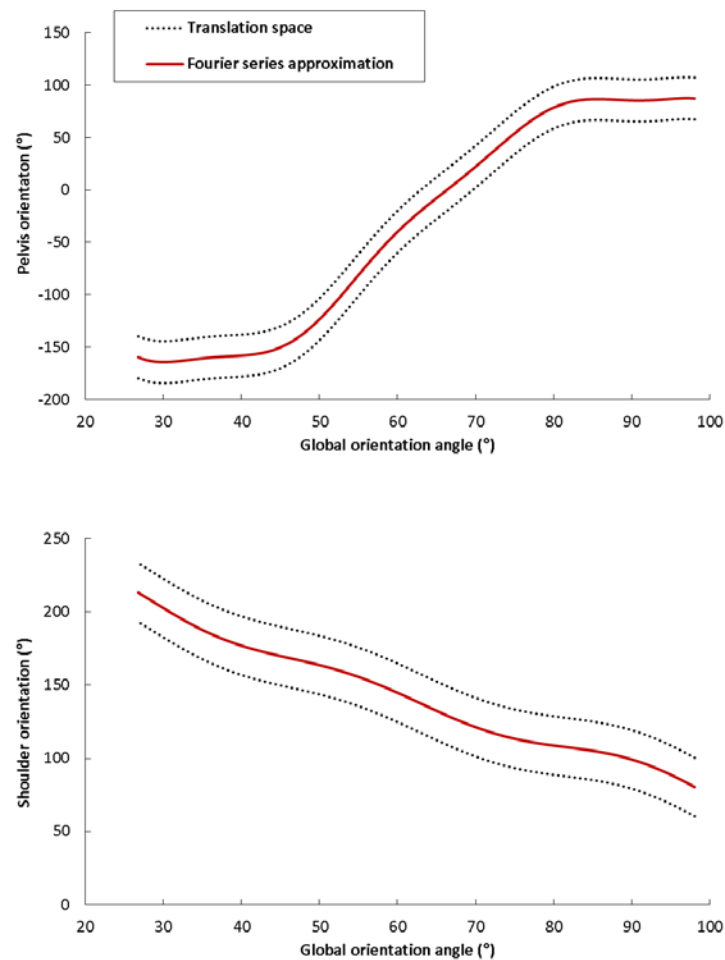 Translation space
Fourier series approximation
150
100
50
0
-50
-100
-150
-200
Pelvis orientaton (°)
20 30 40 50 60 70 80 90 100
Global orientation angle (°)
250
200
150
100
50
0
Shoulder orientation (°)
20 30 40 50 60 70 80 90 100
Global orientation angle (°)